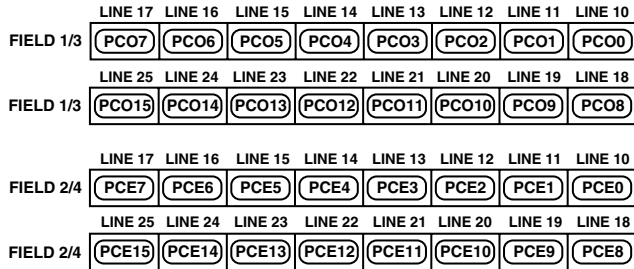 LINE 17 LINE 16 LINE 15 LINE 14 LINE 13 LINE 12 LINE 11 LINE 10
FIELD 1/3 PCO7 PCO6 PCO5 PCO4 PCO3 PCO2 PCO1 PCO0
LINE 25 LINE 24 LINE 23 LINE 22 LINE 21 LINE 20 LINE 19 LINE 18
FIELD 1/3 PCO15 PCO14 PCO13 PCO12 PCO11 PCO10 PCO9 PCO8
LINE 17 LINE 16 LINE 15 LINE 14 LINE 13 LINE 12 LINE 11 LINE 10
FIELD 2/4 PCE7 PCE6 PCE5 PCE4 PCE3 PCE2 PCE1 PCE0
LINE 25 LINE 24 LINE 23 LINE 22 LINE 21 LINE 20 LINE 19 LINE 18
FIELD 2/4 PCE15 PCE14 PCE13 PCE12 PCE11 PCE10 PCE9 PCE8